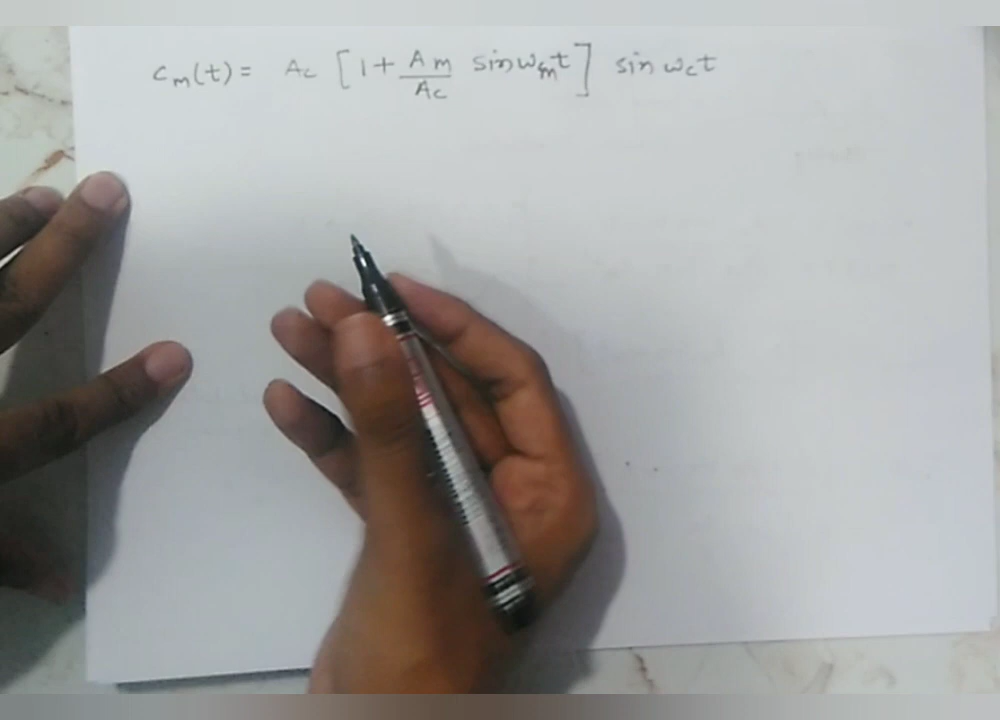 c_m(t) = A_c [1 + A_m/A_c sin ω_m t] sin ω_c t